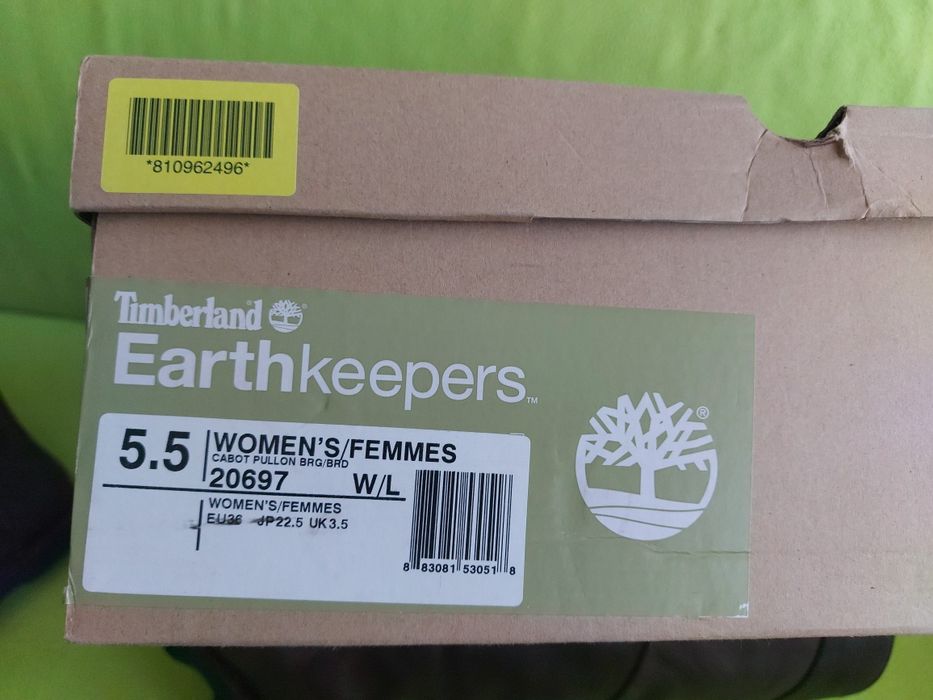 *810962496*
Timberland ®
Earthkeepers™
®
5.5 WOMEN'S/FEMMES
CABOT PULLON BRG/BRD
20697 W/L
WOMEN'S/FEMMES
EU36 JP22.5 UK3.5
8 83081 53051 8